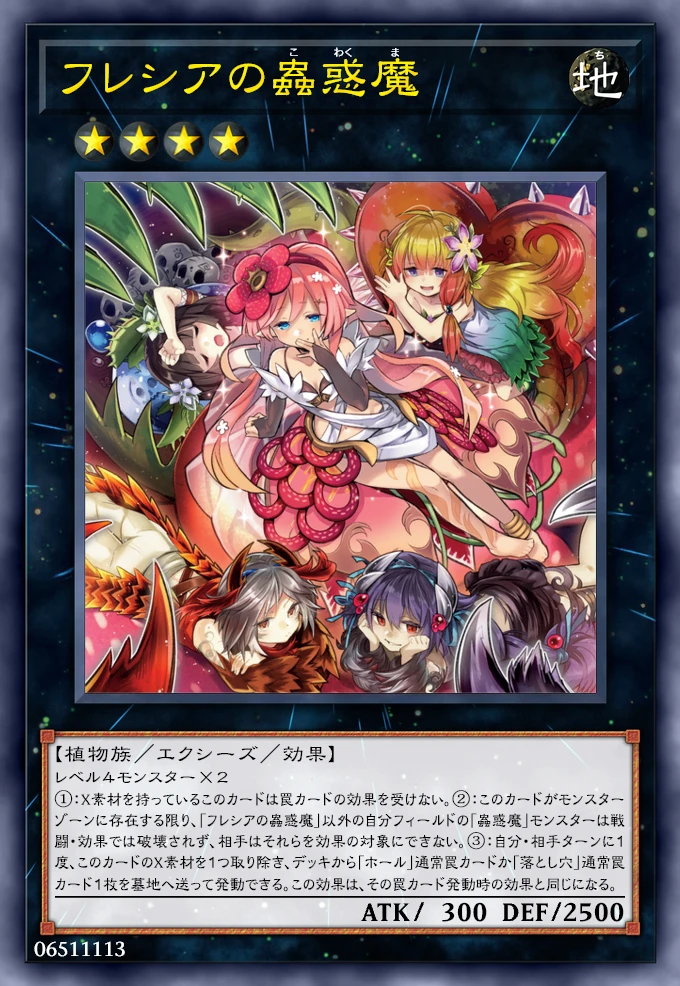 こ わく ま
フレシアの蟲惑魔
ち
地
【植物族／エクシーズ／効果】
レベル４モンスター×２
①：X素材を持っているこのカードは罠カードの効果を受けない。②：このカードがモンスター
ゾーンに存在する限り、「フレシアの蟲惑魔」以外の自分フィールドの「蟲惑魔」モンスターは戦
闘・効果では破壊されず、相手はそれらを効果の対象にできない。③：自分・相手ターンに１
度、このカードのX素材を１つ取り除き、デッキから「ホール」通常罠カードか「落とし穴」通常罠
カード１枚を墓地へ送って発動できる。この効果は、その罠カード発動時の効果と同じになる。
ATK/ 300 DEF/2500
06511113